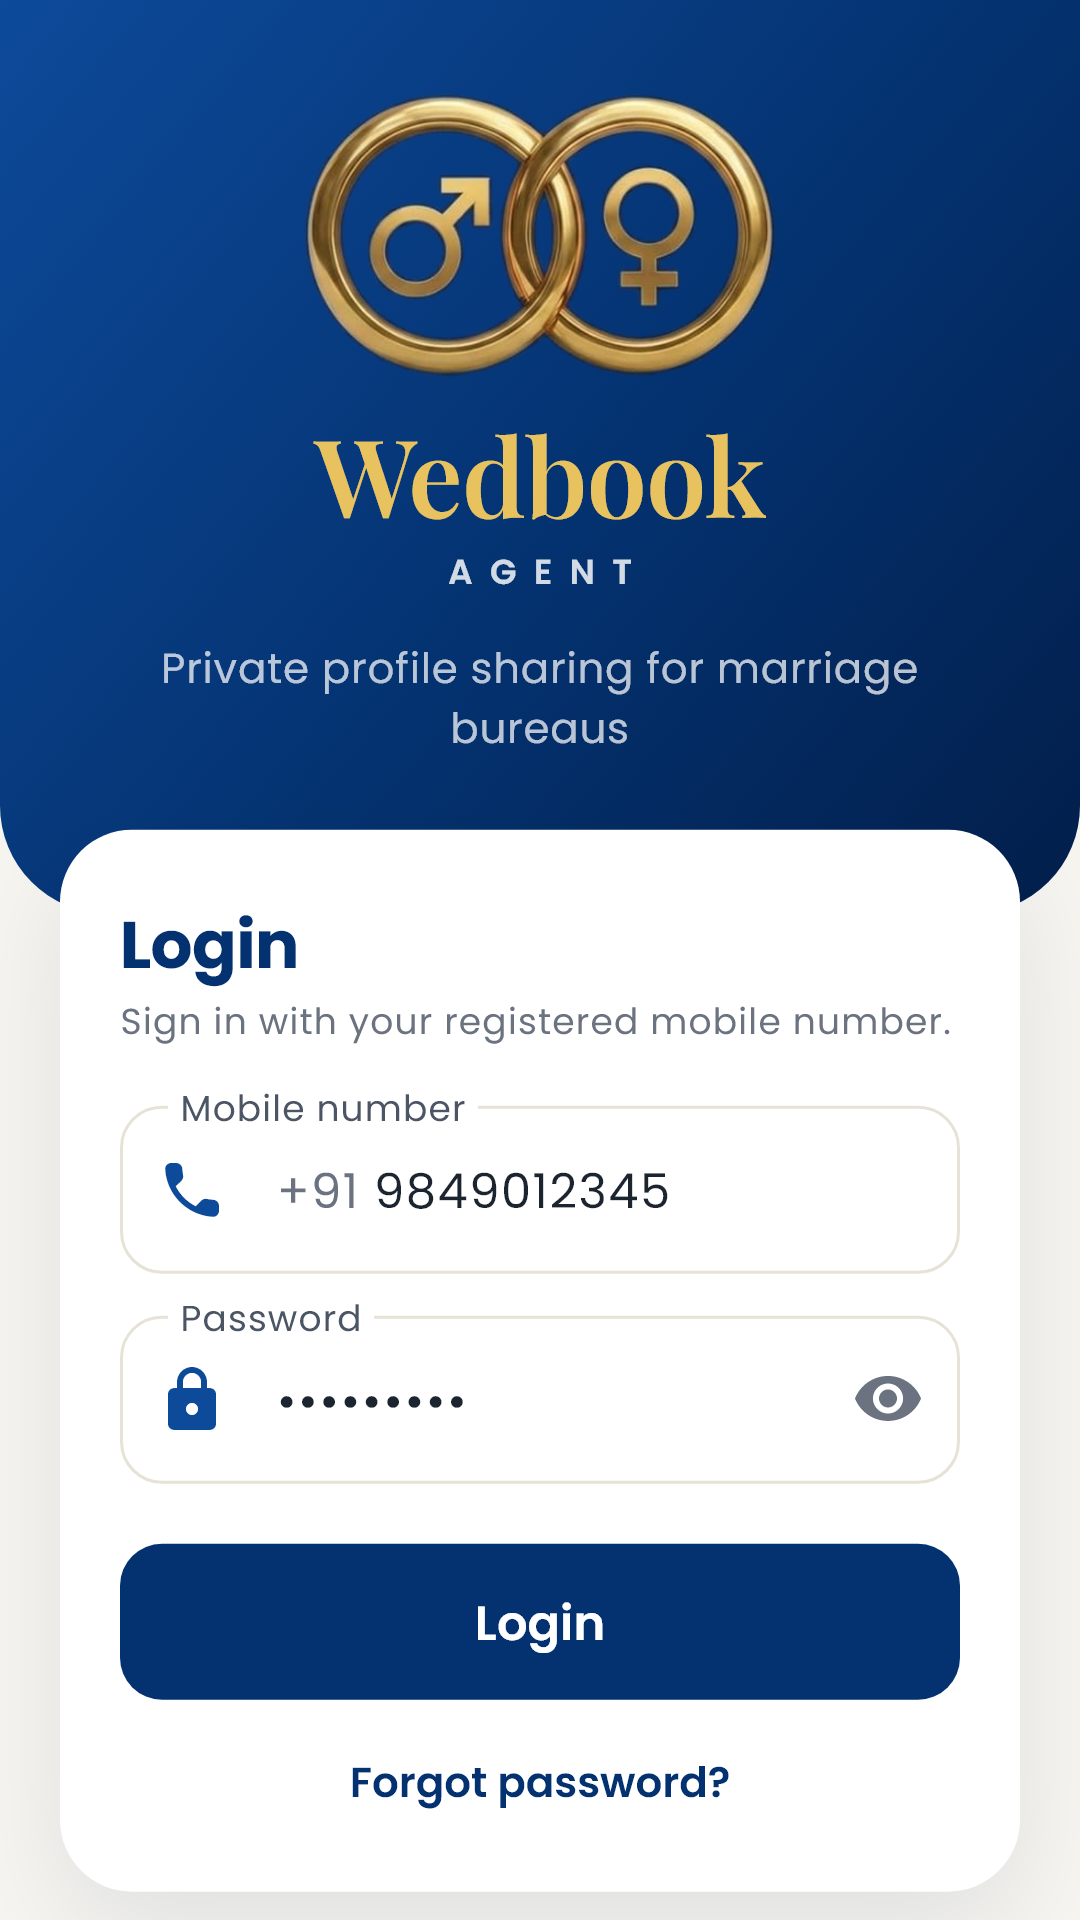 Wedbook
AGENT
Private profile sharing for marriage
bureaus
Login
Sign in with your registered mobile number.
Mobile number
+91 9849012345
Password
•••••••••
Login
Forgot password?